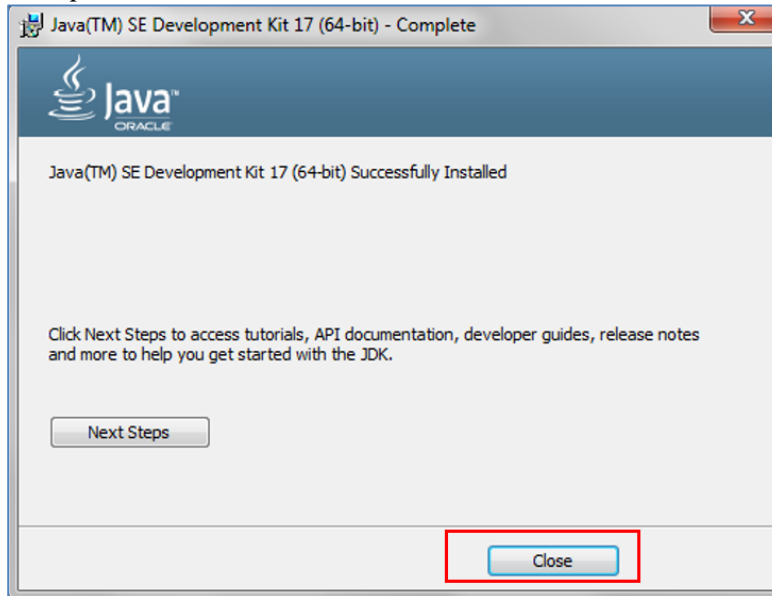 Java(TM) SE Development Kit 17 (64-bit) - Complete
Java™
ORACLE
Java(TM) SE Development Kit 17 (64-bit) Successfully Installed
Click Next Steps to access tutorials, API documentation, developer guides, release notes
and more to help you get started with the JDK.
Next Steps
Close